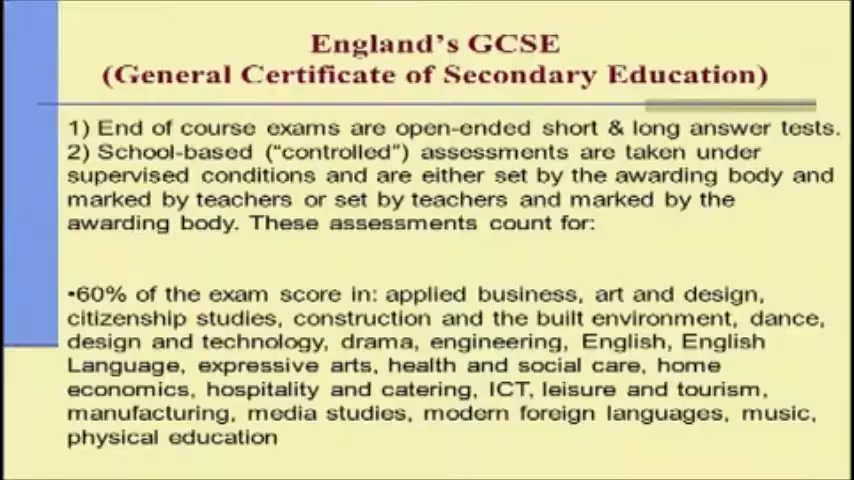 England's GCSE
(General Certificate of Secondary Education)
1) End of course exams are open-ended short & long answer tests.
2) School-based ("controlled") assessments are taken under
supervised conditions and are either set by the awarding body and
marked by teachers or set by teachers and marked by the
awarding body. These assessments count for:
•60% of the exam score in: applied business, art and design,
citizenship studies, construction and the built environment, dance,
design and technology, drama, engineering, English, English
Language, expressive arts, health and social care, home
economics, hospitality and catering, ICT, leisure and tourism,
manufacturing, media studies, modern foreign languages, music,
physical education